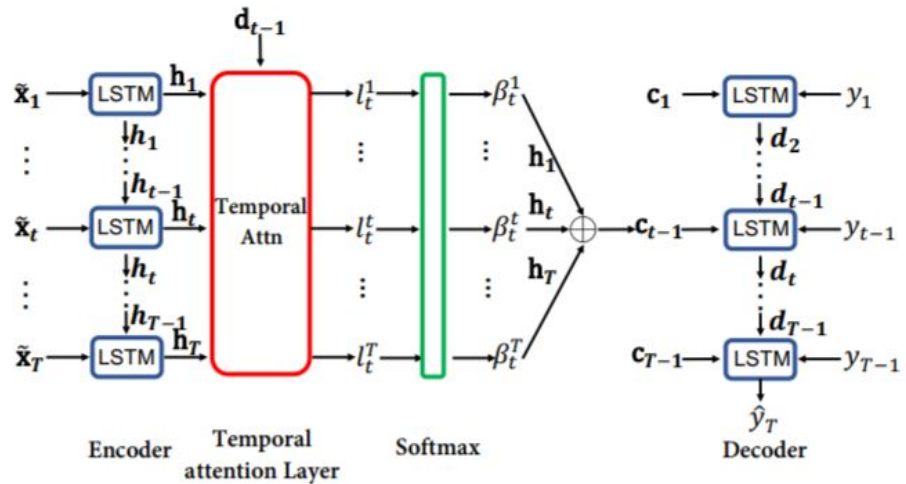 d_{t−1}
x̃_1 LSTM h_1 l_t^1 β_t^1 c_1 LSTM y_1
h_1 h_1 d_2
⋮ ⋮ ⋮ ⋮ ⋮ ⋮
h_{t−1} d_{t−1}
x̃_t LSTM h_t Temporal l_t^t β_t^t h_t ⊕ c_{t−1} LSTM y_{t−1}
Attn
h_t h_T d_t
⋮ ⋮ ⋮ ⋮ ⋮
h_{T−1} d_{T−1}
x̃_T LSTM h_T l_t^T β_t^T c_{T−1} LSTM y_{T−1}
ŷ_T
Encoder Temporal Softmax Decoder
attention Layer